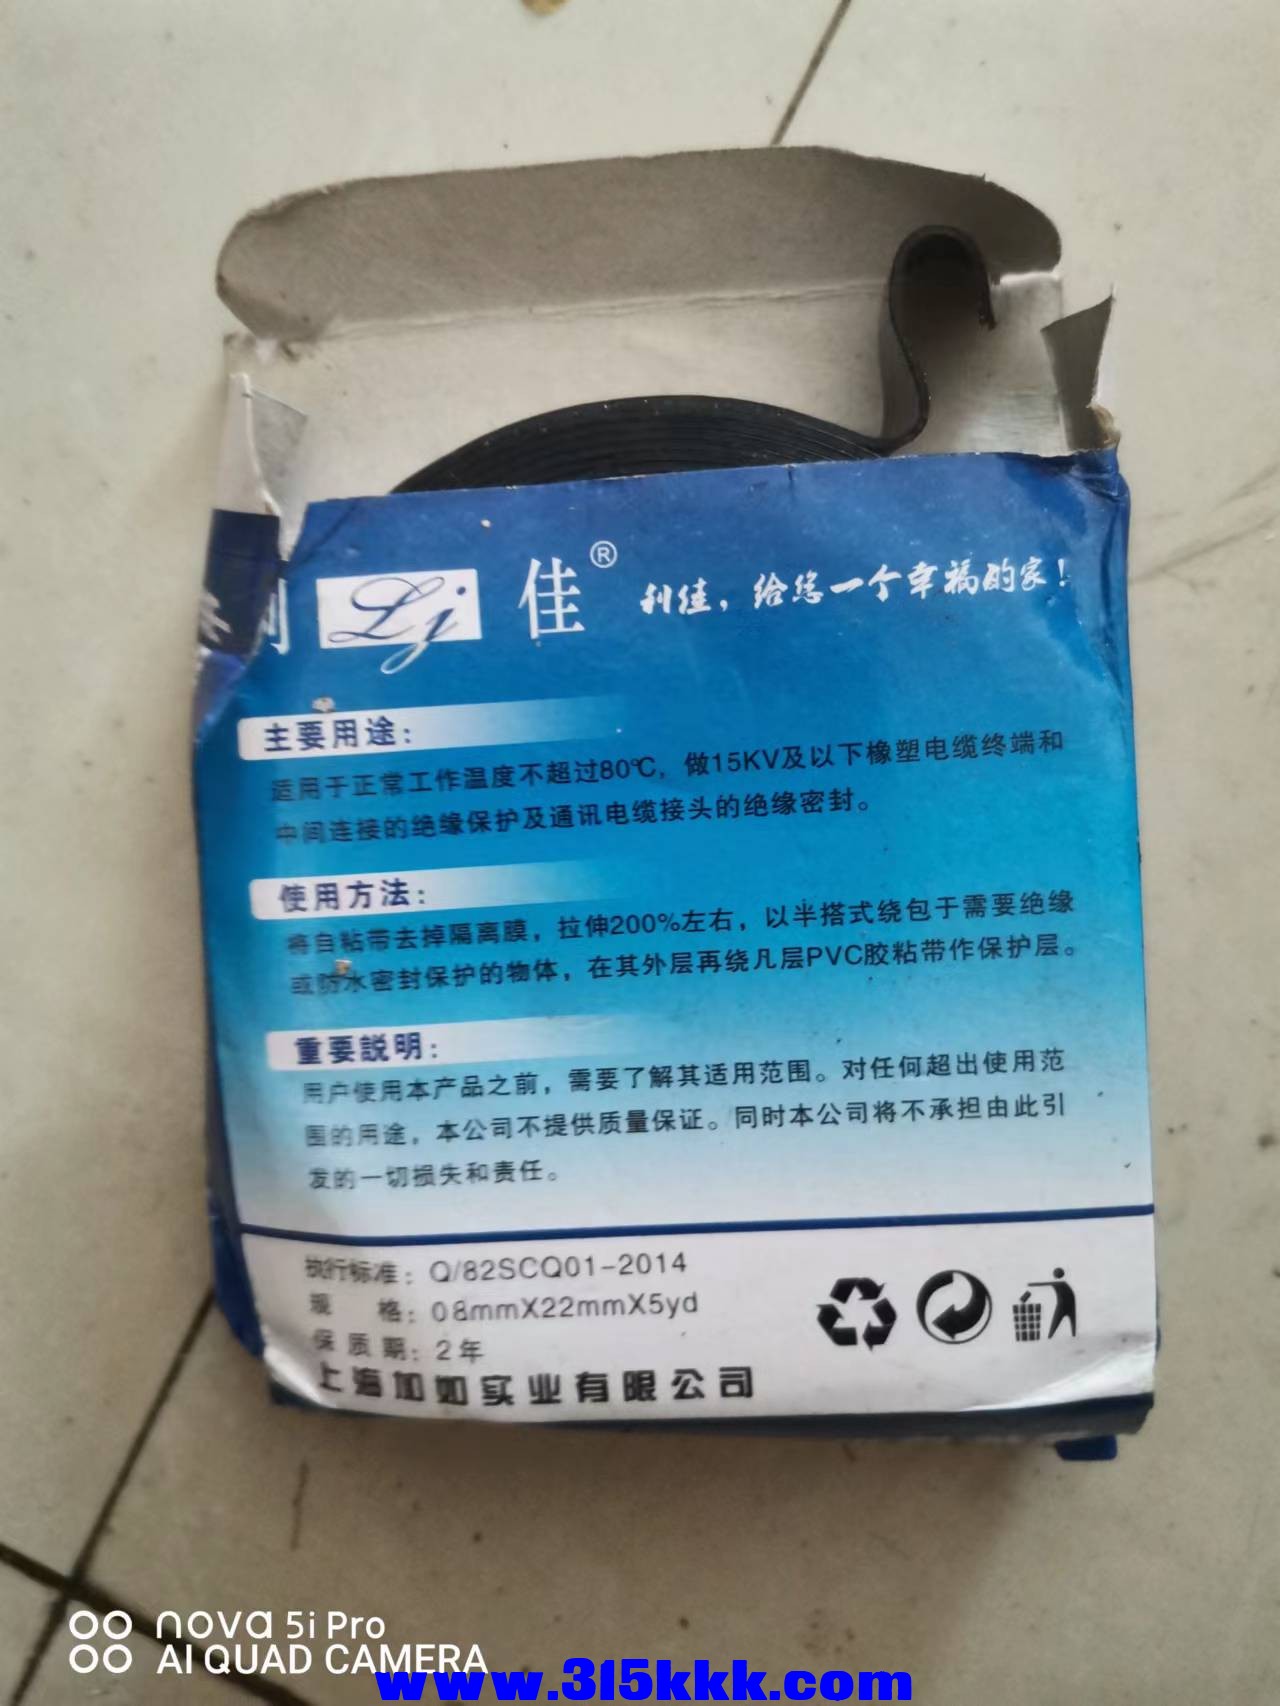 利 Lj 佳®
利佳，给您一个幸福的家！
主要用途：
适用于正常工作温度不超过80℃，做15KV及以下橡塑电缆终端和
中间连接的绝缘保护及通讯电缆接头的绝缘密封。
使用方法：
将自粘带去掉隔离膜，拉伸200%左右，以半搭式绕包于需要绝缘
或防水密封保护的物体，在其外层再绕几层PVC胶粘带作保护层。
重要説明：
用户使用本产品之前，需要了解其适用范围。对任何超出使用范
围的用途，本公司不提供质量保证。同时本公司将不承担由此引
发的一切损失和责任。
执行标准：Q/82SCQ01-2014
规 格：08mmX22mmX5yd
保质期：2年
上海加如实业有限公司
nova 5i Pro
AI QUAD CAMERA
www.315kkk.com